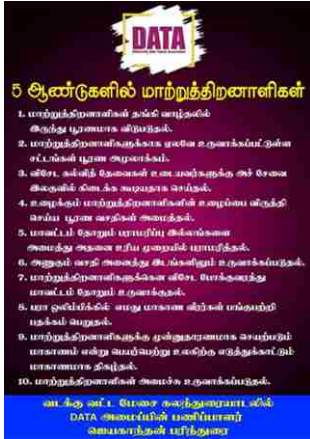 DATA
5 ஆண்டுகளில் மாற்றுத்திறனாளிகள்
1. மாற்றுத்திறனாளிகள் தங்கி வாழ்தலில்
இருந்து பூரணமாக விடுபடுதல்.
2. மாற்றுத்திறனாளிகளுக்காக ஏலவே உருவாக்கப்பட்டுள்ள
சட்டங்கள் பூரண அமுலாக்கம்.
3. விசேட கல்வித் தேவைகள் உடையவர்களுக்கு அச் சேவை
இலகுவில் கிடைக்க கூடியதாக செய்தல்.
4. உழைக்கும் மாற்றுத்திறனாளிகளின் உழைப்பை விருத்தி
செய்ய பூரண வசதிகள் அமைத்தல்.
5. மாவட்டம் தோறும் பராமரிப்பு இல்லங்களை
அமைத்து அதனை உரிய முறையில் பராமரித்தல்.
6. அணுகும் வசதி அனைத்து இடங்களிலும் உருவாக்கப்படுதல்.
7. மாற்றுத்திறனாளிகளுக்கென விசேட போக்குவரத்து
மாவட்டம் தோறும் உருவாக்குதல்.
8. பரா ஒலிம்பிக்கில் எமது மாகாண வீரர்கள் பங்குபற்றி
பதக்கம் பெறுதல்.
9. மாற்றுத்திறனாளிகளுக்கு முன்னுதாரணமாக செயற்படும்
மாகாணம் என்று பெயர்பெற்று உலகிற்கு எடுத்துக்காட்டும்
மாகாணமாக திகழ்தல்.
10. மாற்றுத்திறனாளிகள் அமைச்சு உருவாக்கப்படுதல்.
வடக்கு வட்ட மேசை கலந்துரையாடலில்
DATA அமைப்பின் பணிப்பாளர்
ஜெயகாந்தன் பரிந்துரை